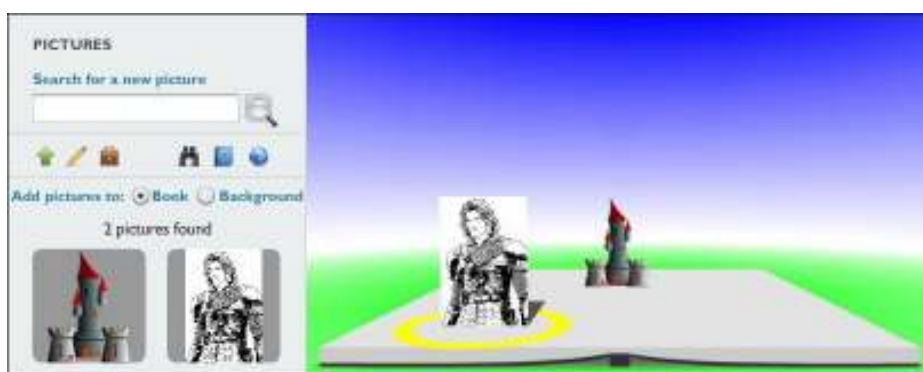 PICTURES
Search for a new picture
Add pictures to: Book Background
2 pictures found